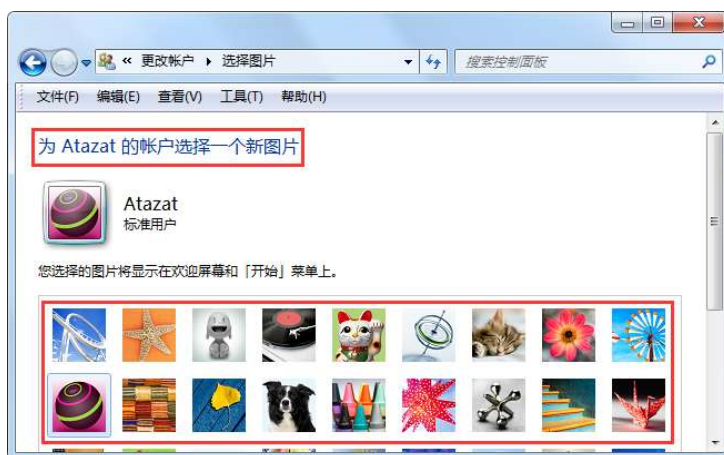 « 更改帐户 ▸ 选择图片
搜索控制面板
文件(F) 编辑(E) 查看(V) 工具(T) 帮助(H)
为 Atazat 的帐户选择一个新图片
Atazat
标准用户
您选择的图片将显示在欢迎屏幕和「开始」菜单上。